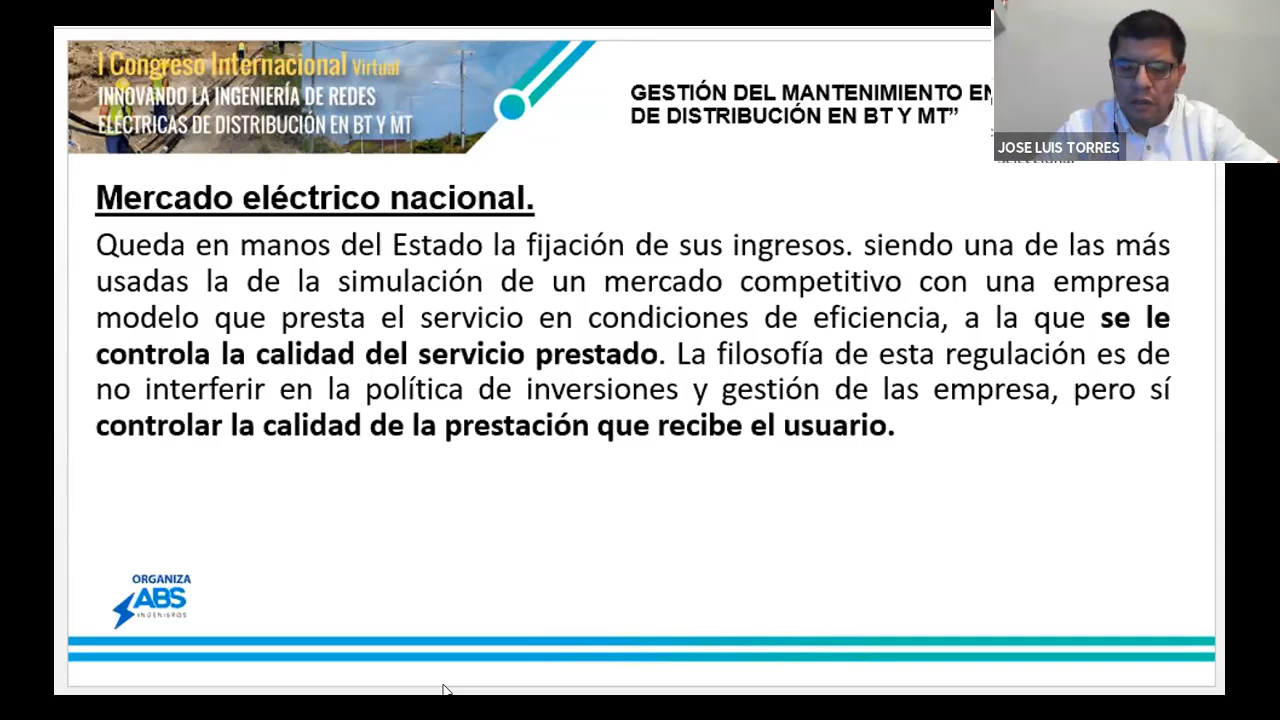 I Congreso Internacional Virtual
INNOVANDO LA INGENIERÍA DE REDES
ELÉCTRICAS DE DISTRIBUCIÓN EN BT Y MT
GESTIÓN DEL MANTENIMIENTO EN
DE DISTRIBUCIÓN EN BT Y MT”
JOSE LUIS TORRES
Mercado eléctrico nacional.
Queda en manos del Estado la fijación de sus ingresos. siendo una de las más
usadas la de la simulación de un mercado competitivo con una empresa
modelo que presta el servicio en condiciones de eficiencia, a la que se le
controla la calidad del servicio prestado. La filosofía de esta regulación es de
no interferir en la política de inversiones y gestión de las empresa, pero sí
controlar la calidad de la prestación que recibe el usuario.
ORGANIZA
ABS
INGENIEROS